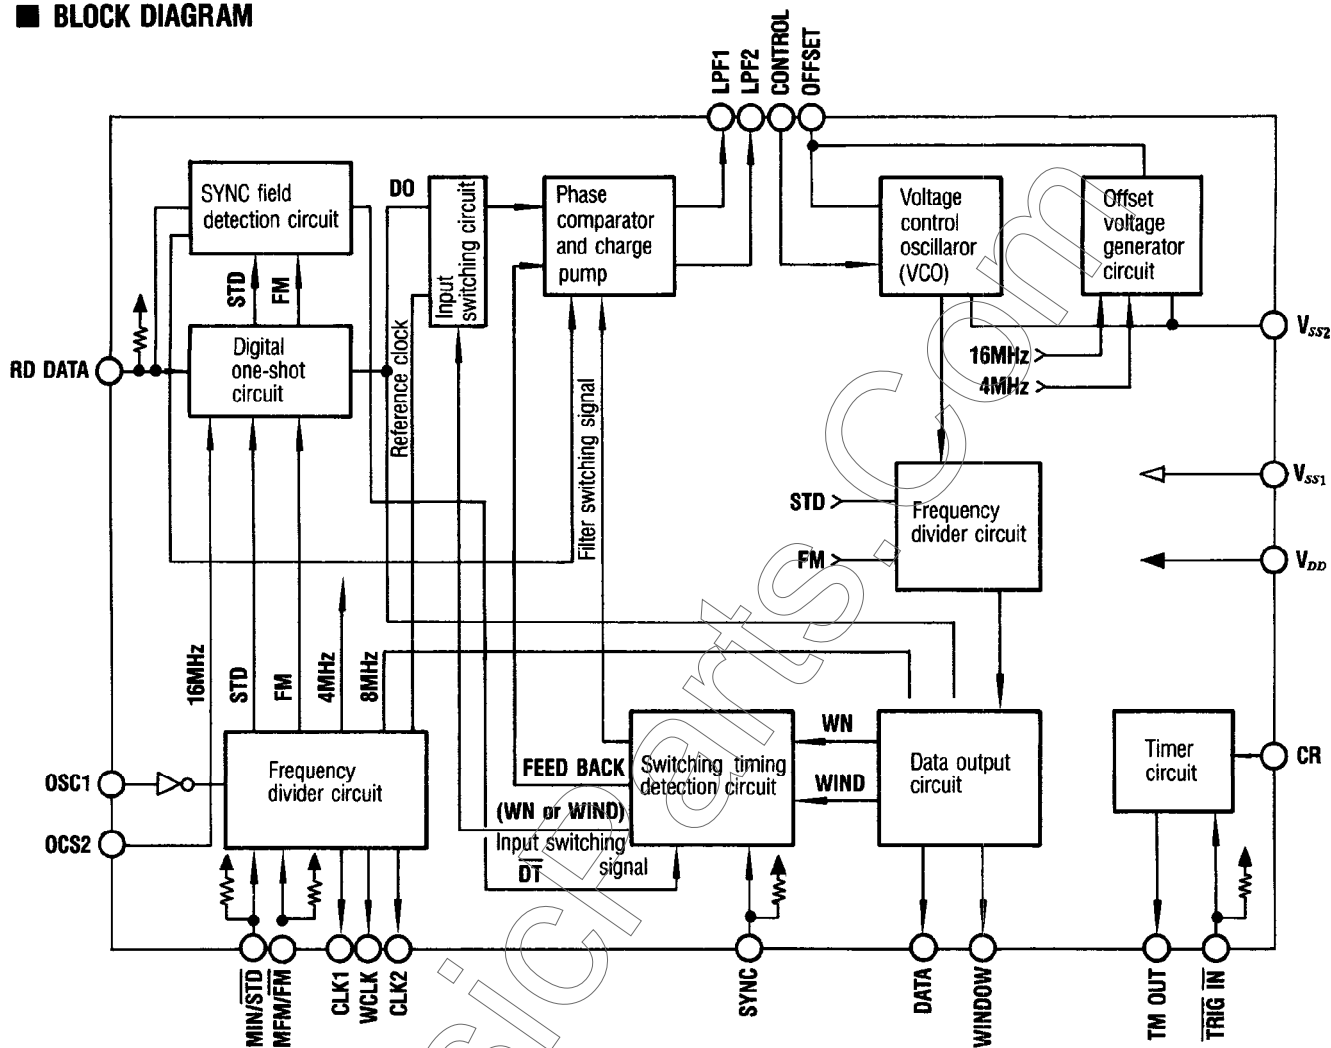 ■ BLOCK DIAGRAM
LPF1
LPF2
CONTROL
OFFSET
SYNC field
detection circuit
DO
Input
switching circuit
Phase
comparator
and charge
pump
Voltage
control
oscillaror
(VCO)
Offset
voltage
generator
circuit
STD
FM
RD DATA
Digital
one-shot
circuit
Reference clock
Filter switching signal
16MHz
4MHz
VSS2
VSS1
VDD
STD
FM
Frequency
divider circuit
16MHz
STD
FM
4MHz
8MHz
OSC1
OCS2
Frequency
divider circuit
FEED BACK
(WN or WIND)
Input switching
signal
DT
Switching timing
detection circuit
WN
WIND
Data output
circuit
Timer
circuit
CR
MIN/STD
MFM/FM
CLK1
WCLK
CLK2
SYNC
DATA
WINDOW
TM OUT
TRIG IN
sicParts.com